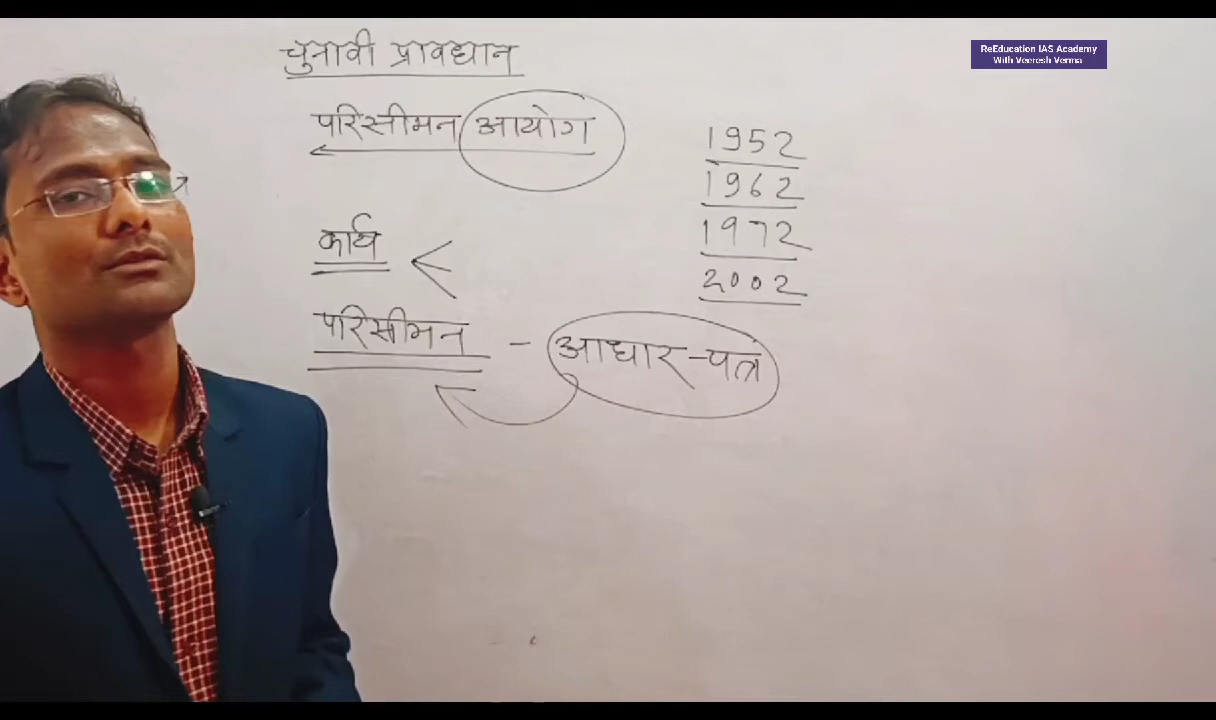 चुनावी प्रावधान
ReEducation IAS Academy
With Veeresh Verma
परिसीमन आयोग
1952
1962
1972
2002
कार्य
परिसीमन - आधार-पत्र